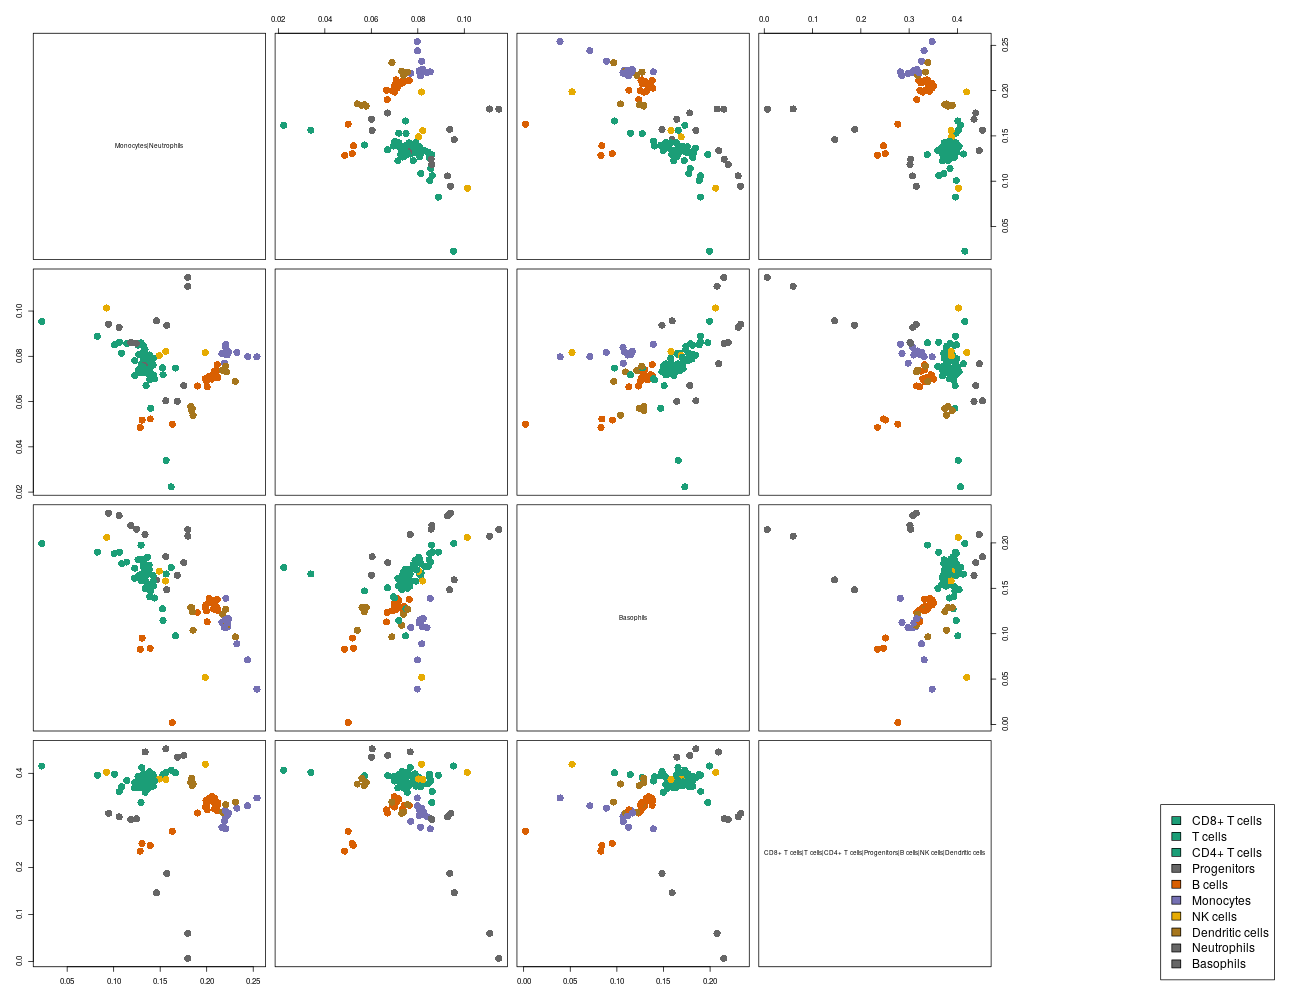 0.02 0.04 0.06 0.08 0.10 0.0 0.1 0.2 0.3 0.4
Monocytes|Neutrophils
0.05 0.10 0.15 0.20 0.25
0.02 0.04 0.06 0.08 0.10
Basophils
0.00 0.05 0.10 0.15 0.20
0.0 0.1 0.2 0.3 0.4
CD8+ T cells|T cells|CD4+ T cells|Progenitors|B cells|NK cells|Dendritic cells
0.05 0.10 0.15 0.20 0.25 0.00 0.05 0.10 0.15 0.20
CD8+ T cells
T cells
CD4+ T cells
Progenitors
B cells
Monocytes
NK cells
Dendritic cells
Neutrophils
Basophils